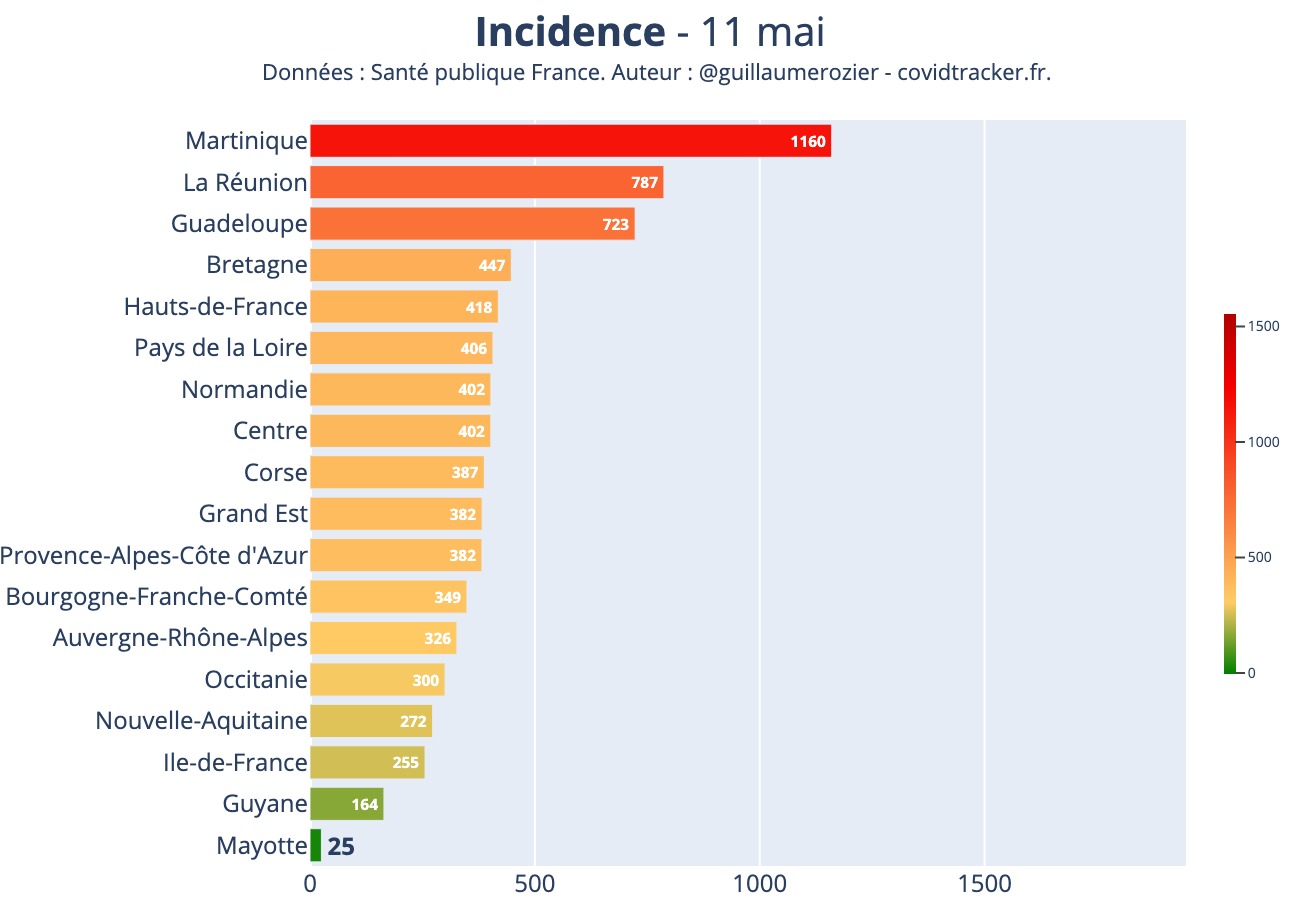 Incidence - 11 mai
Données : Santé publique France. Auteur : @guillaumerozier - covidtracker.fr.
Martinique 1160
La Réunion 787
Guadeloupe 723
Bretagne 447
Hauts-de-France 418
Pays de la Loire 406
Normandie 402
Centre 402
Corse 387
Grand Est 382
Provence-Alpes-Côte d'Azur 382
Bourgogne-Franche-Comté 349
Auvergne-Rhône-Alpes 326
Occitanie 300
Nouvelle-Aquitaine 272
Ile-de-France 255
Guyane 164
Mayotte 25
0 500 1000 1500
1500
1000
500
0